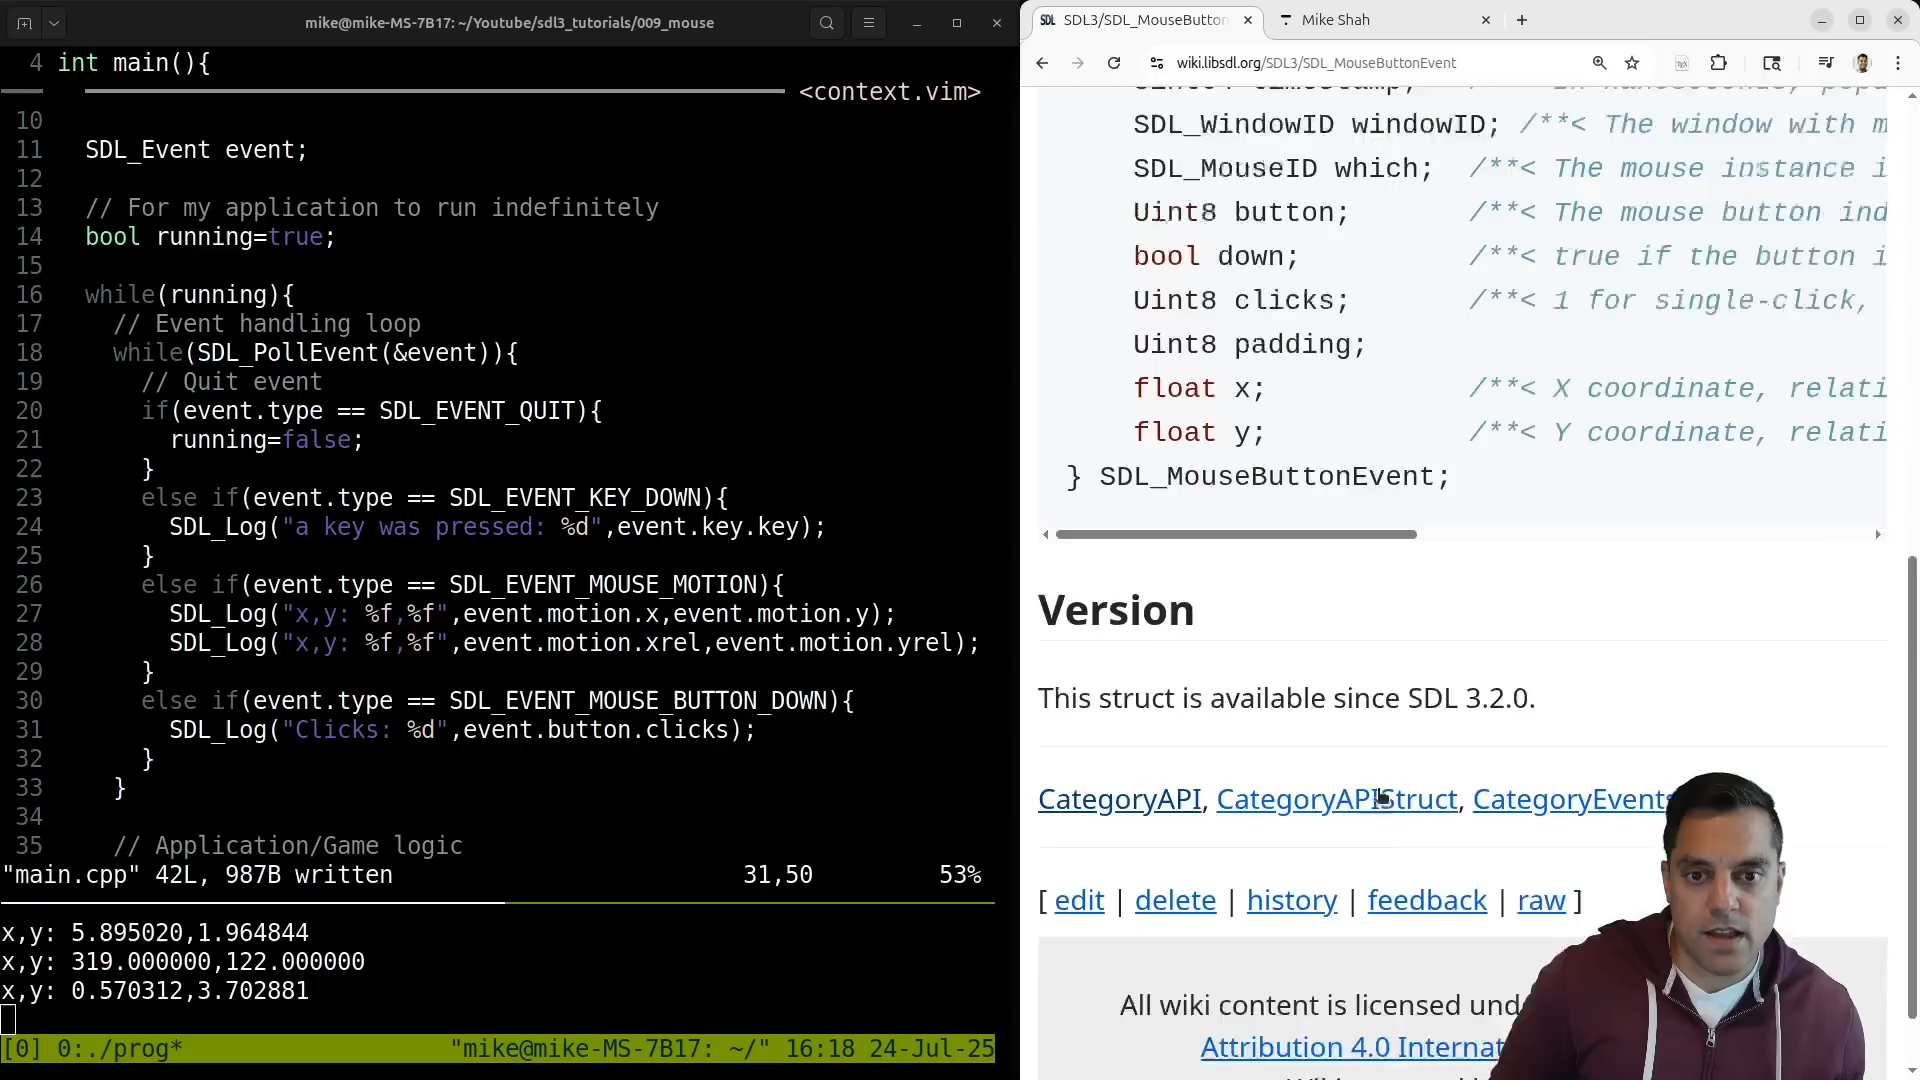 mike@mike-MS-7B17: ~/Youtube/sdl3_tutorials/009_mouse
4 int main(){
<context.vim>
10
11 SDL_Event event;
12
13 // For my application to run indefinitely
14 bool running=true;
15
16 while(running){
17 // Event handling loop
18 while(SDL_PollEvent(&event)){
19 // Quit event
20 if(event.type == SDL_EVENT_QUIT){
21 running=false;
22 }
23 else if(event.type == SDL_EVENT_KEY_DOWN){
24 SDL_Log("a key was pressed: %d",event.key.key);
25 }
26 else if(event.type == SDL_EVENT_MOUSE_MOTION){
27 SDL_Log("x,y: %f,%f",event.motion.x,event.motion.y);
28 SDL_Log("x,y: %f,%f",event.motion.xrel,event.motion.yrel);
29 }
30 else if(event.type == SDL_EVENT_MOUSE_BUTTON_DOWN){
31 SDL_Log("Clicks: %d",event.button.clicks);
32 }
33 }
34
35 // Application/Game logic
"main.cpp" 42L, 987B written 31,50 53%
x,y: 5.895020,1.964844
x,y: 319.000000,122.000000
x,y: 0.570312,3.702881
[0] 0:./prog* "mike@mike-MS-7B17: ~/" 16:18 24-Jul-25
SDL SDL3/SDL_MouseButton
Mike Shah
wiki.libsdl.org/SDL3/SDL_MouseButtonEvent
SDL_WindowID windowID; /**< The window with m
SDL_MouseID which; /**< The mouse instance i
Uint8 button; /**< The mouse button ind
bool down; /**< true if the button i
Uint8 clicks; /**< 1 for single-click,
Uint8 padding;
float x; /**< X coordinate, relati
float y; /**< Y coordinate, relati
} SDL_MouseButtonEvent;
Version
This struct is available since SDL 3.2.0.
CategoryAPI, CategoryAPIStruct, CategoryEvents
[ edit | delete | history | feedback | raw ]
All wiki content is licensed und
Attribution 4.0 Internat